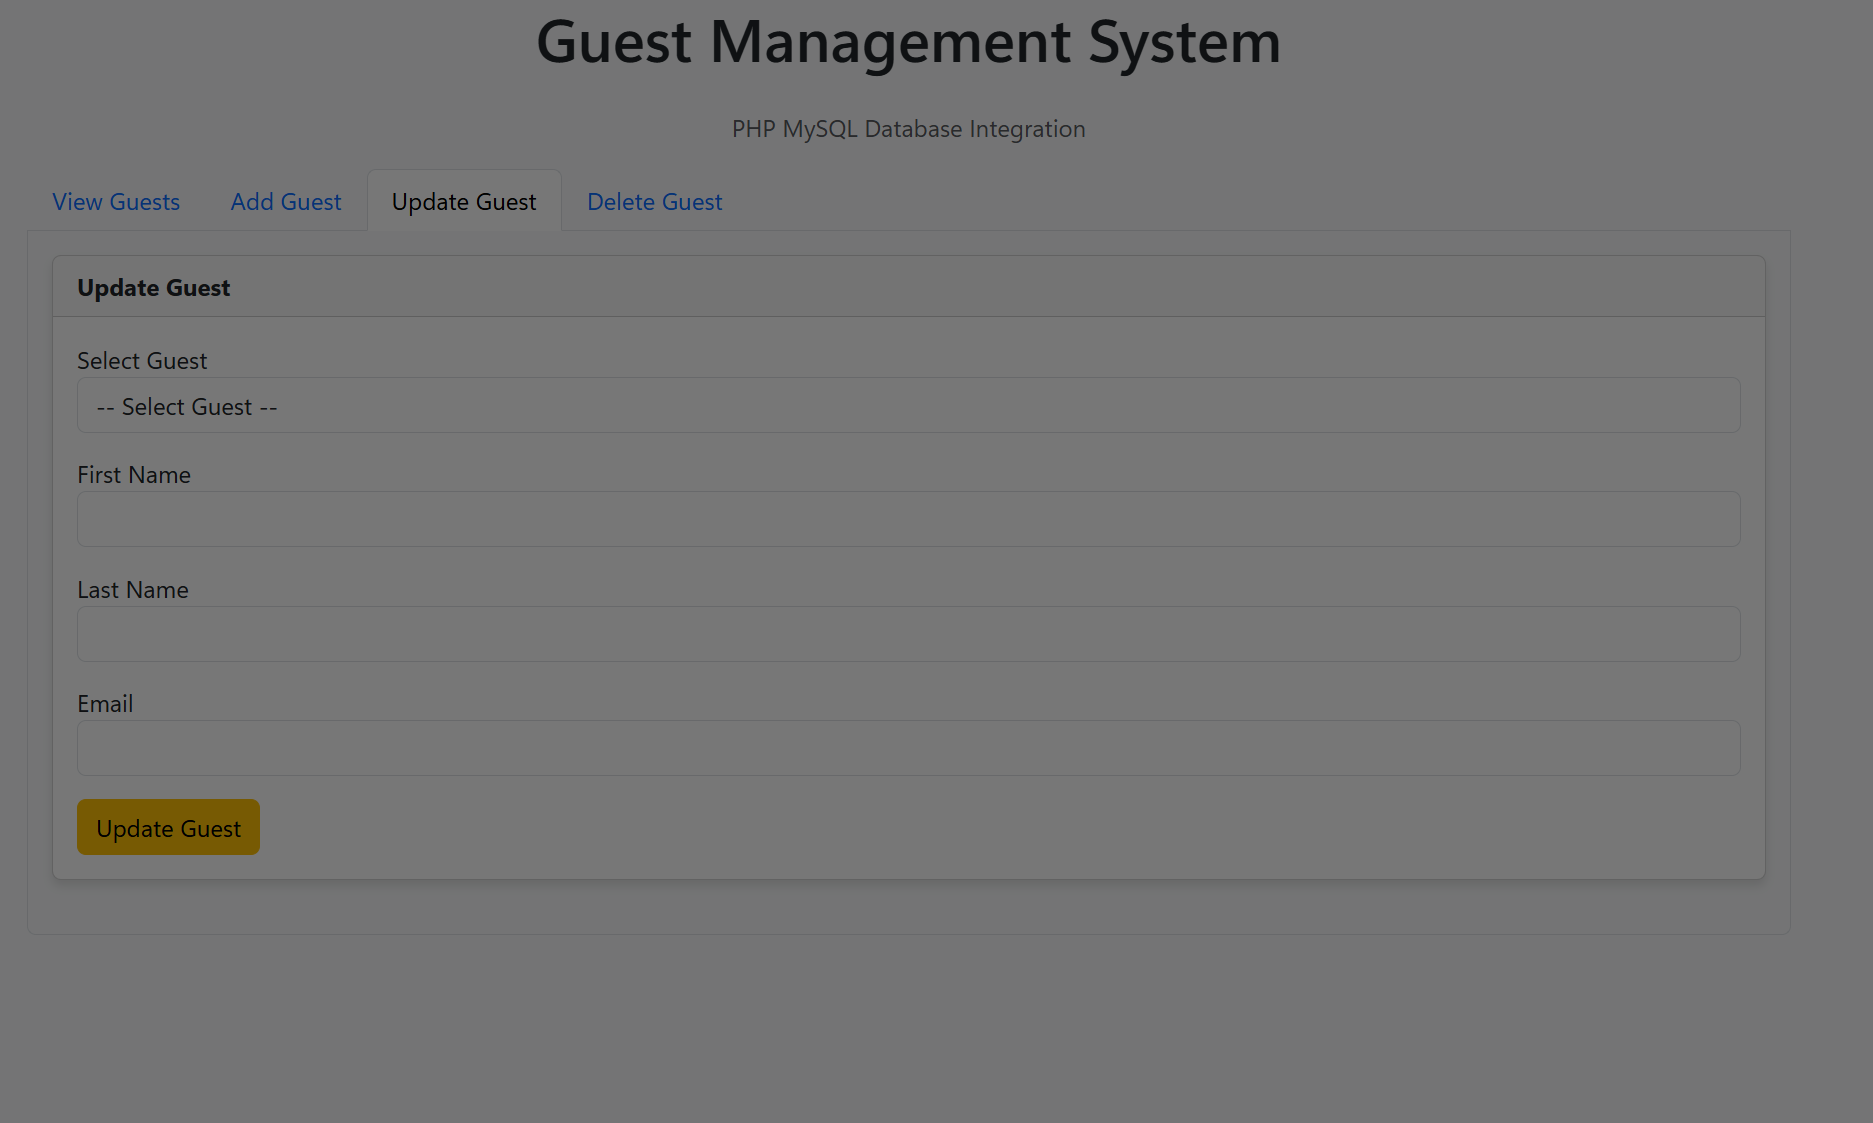 Guest Management System
PHP MySQL Database Integration
View Guests Add Guest Update Guest Delete Guest
Update Guest
Select Guest
-- Select Guest --
First Name
Last Name
Email
Update Guest